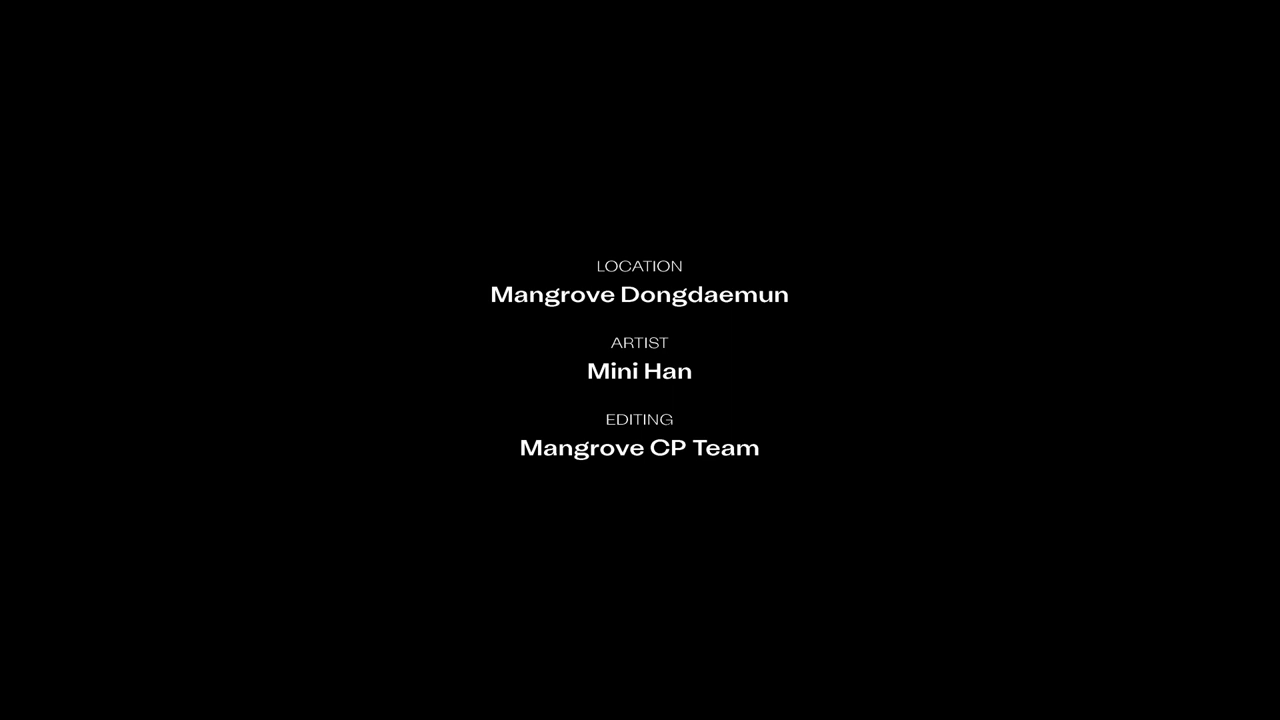 LOCATION
Mangrove Dongdaemun
ARTIST
Mini Han
EDITING
Mangrove CP Team